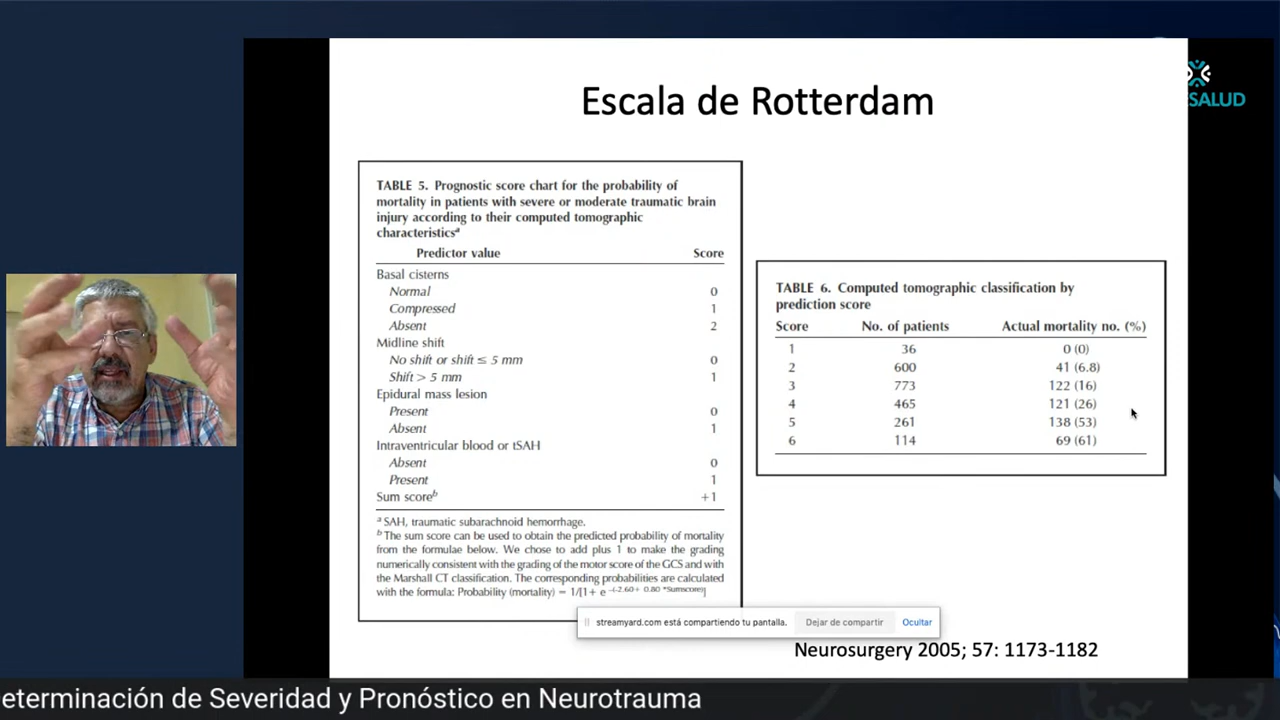 Escala de Rotterdam
SALUD
TABLE 5. Prognostic score chart for the probability of
mortality in patients with severe or moderate traumatic brain
injury according to their computed tomographic
characteristicsᵃ
Predictor value Score
Basal cisterns
Normal 0
Compressed 1
Absent 2
Midline shift
No shift or shift ≤ 5 mm 0
Shift > 5 mm 1
Epidural mass lesion
Present 0
Absent 1
Intraventricular blood or tSAH
Absent 0
Present 1
Sum scoreᵇ +1
ᵃ SAH, traumatic subarachnoid hemorrhage.
ᵇ The sum score can be used to obtain the predicted probability of mortality
from the formulae below. We chose to add plus 1 to make the grading
numerically consistent with the grading of the motor score of the GCS and with
the Marshall CT classification. The corresponding probabilities are calculated
with the formula: Probability (mortality) = 1/[1+ e
TABLE 6. Computed tomographic classification by
prediction score
Score No. of patients Actual mortality no. (%)
1 36 0 (0)
2 600 41 (6.8)
3 773 122 (16)
4 465 121 (26)
5 261 138 (53)
6 114 69 (61)
streamyard.com está compartiendo tu pantalla. Dejar de compartir Ocultar
Neurosurgery 2005; 57: 1173-1182
eterminación de Severidad y Pronóstico en Neurotrauma